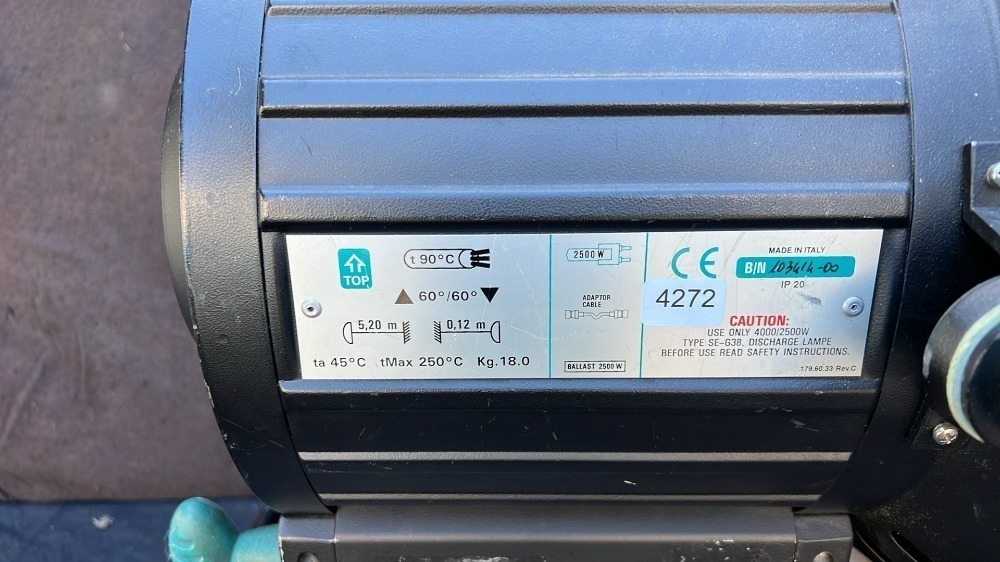 TOP
t 90°C
60°/60°
5,20 m
0,12 m
ta 45°C tMax 250°C Kg.18.0
2500 W
ADAPTOR
CABLE
BALLAST 2500 W
CE
4272
MADE IN ITALY
B/N 103414-00
IP 20
CAUTION:
USE ONLY 4000/2500W
TYPE SE-G38, DISCHARGE LAMPE
BEFORE USE READ SAFETY INSTRUCTIONS.
179.60.33 Rev.C